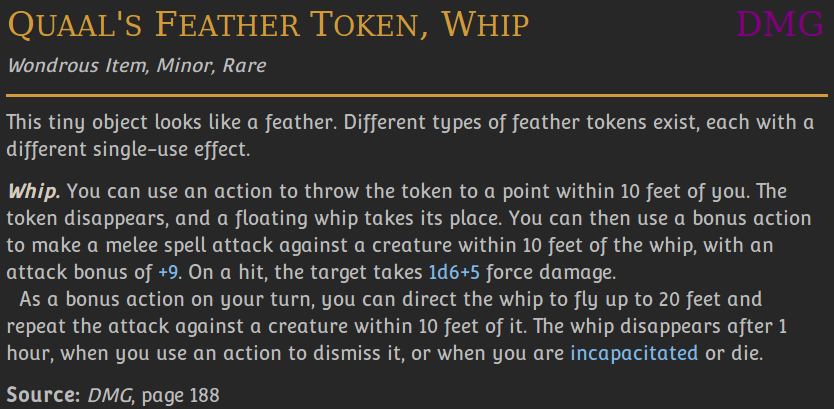 Quaal's Feather Token, Whip DMG
Wondrous Item, Minor, Rare
This tiny object looks like a feather. Different types of feather tokens exist, each with a
different single-use effect.
Whip. You can use an action to throw the token to a point within 10 feet of you. The
token disappears, and a floating whip takes its place. You can then use a bonus action
to make a melee spell attack against a creature within 10 feet of the whip, with an
attack bonus of +9. On a hit, the target takes 1d6+5 force damage.
As a bonus action on your turn, you can direct the whip to fly up to 20 feet and
repeat the attack against a creature within 10 feet of it. The whip disappears after 1
hour, when you use an action to dismiss it, or when you are incapacitated or die.
Source: DMG, page 188